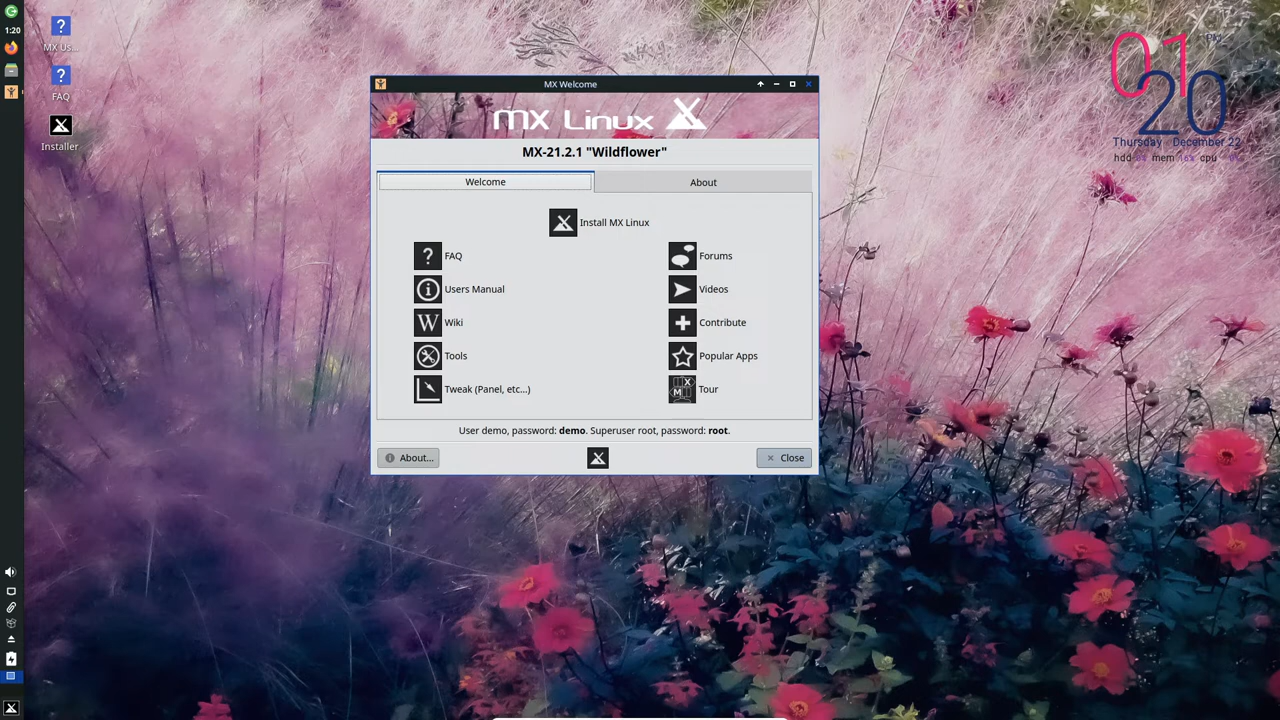 1:20
MX Us...
FAQ
Installer
MX Welcome
mx Linux
MX-21.2.1 "Wildflower"
Welcome
About
Install MX Linux
FAQ
Forums
Users Manual
Videos
Wiki
Contribute
Tools
Popular Apps
Tweak (Panel, etc...)
Tour
User demo, password: demo. Superuser root, password: root.
About...
Close
01 PM
20
Thursday December 22
hdd mem 16% cpu